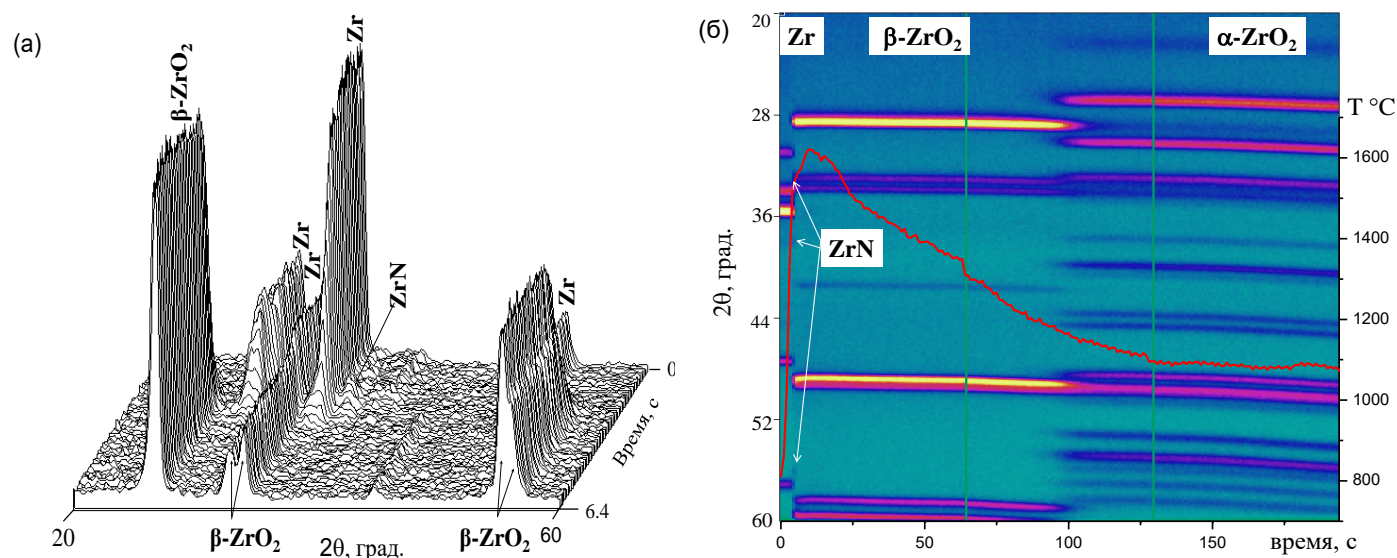 (а)
β-ZrO₂
Zr
Zr
Zr
ZrN
Zr
0
Время, с
6.4
20
60
β-ZrO₂
2θ, град.
β-ZrO₂
(б)
20
28
36
44
52
60
2θ, град.
Zr
β-ZrO₂
α-ZrO₂
ZrN
T °C
1600
1400
1200
1000
800
0
50
100
150
время, с